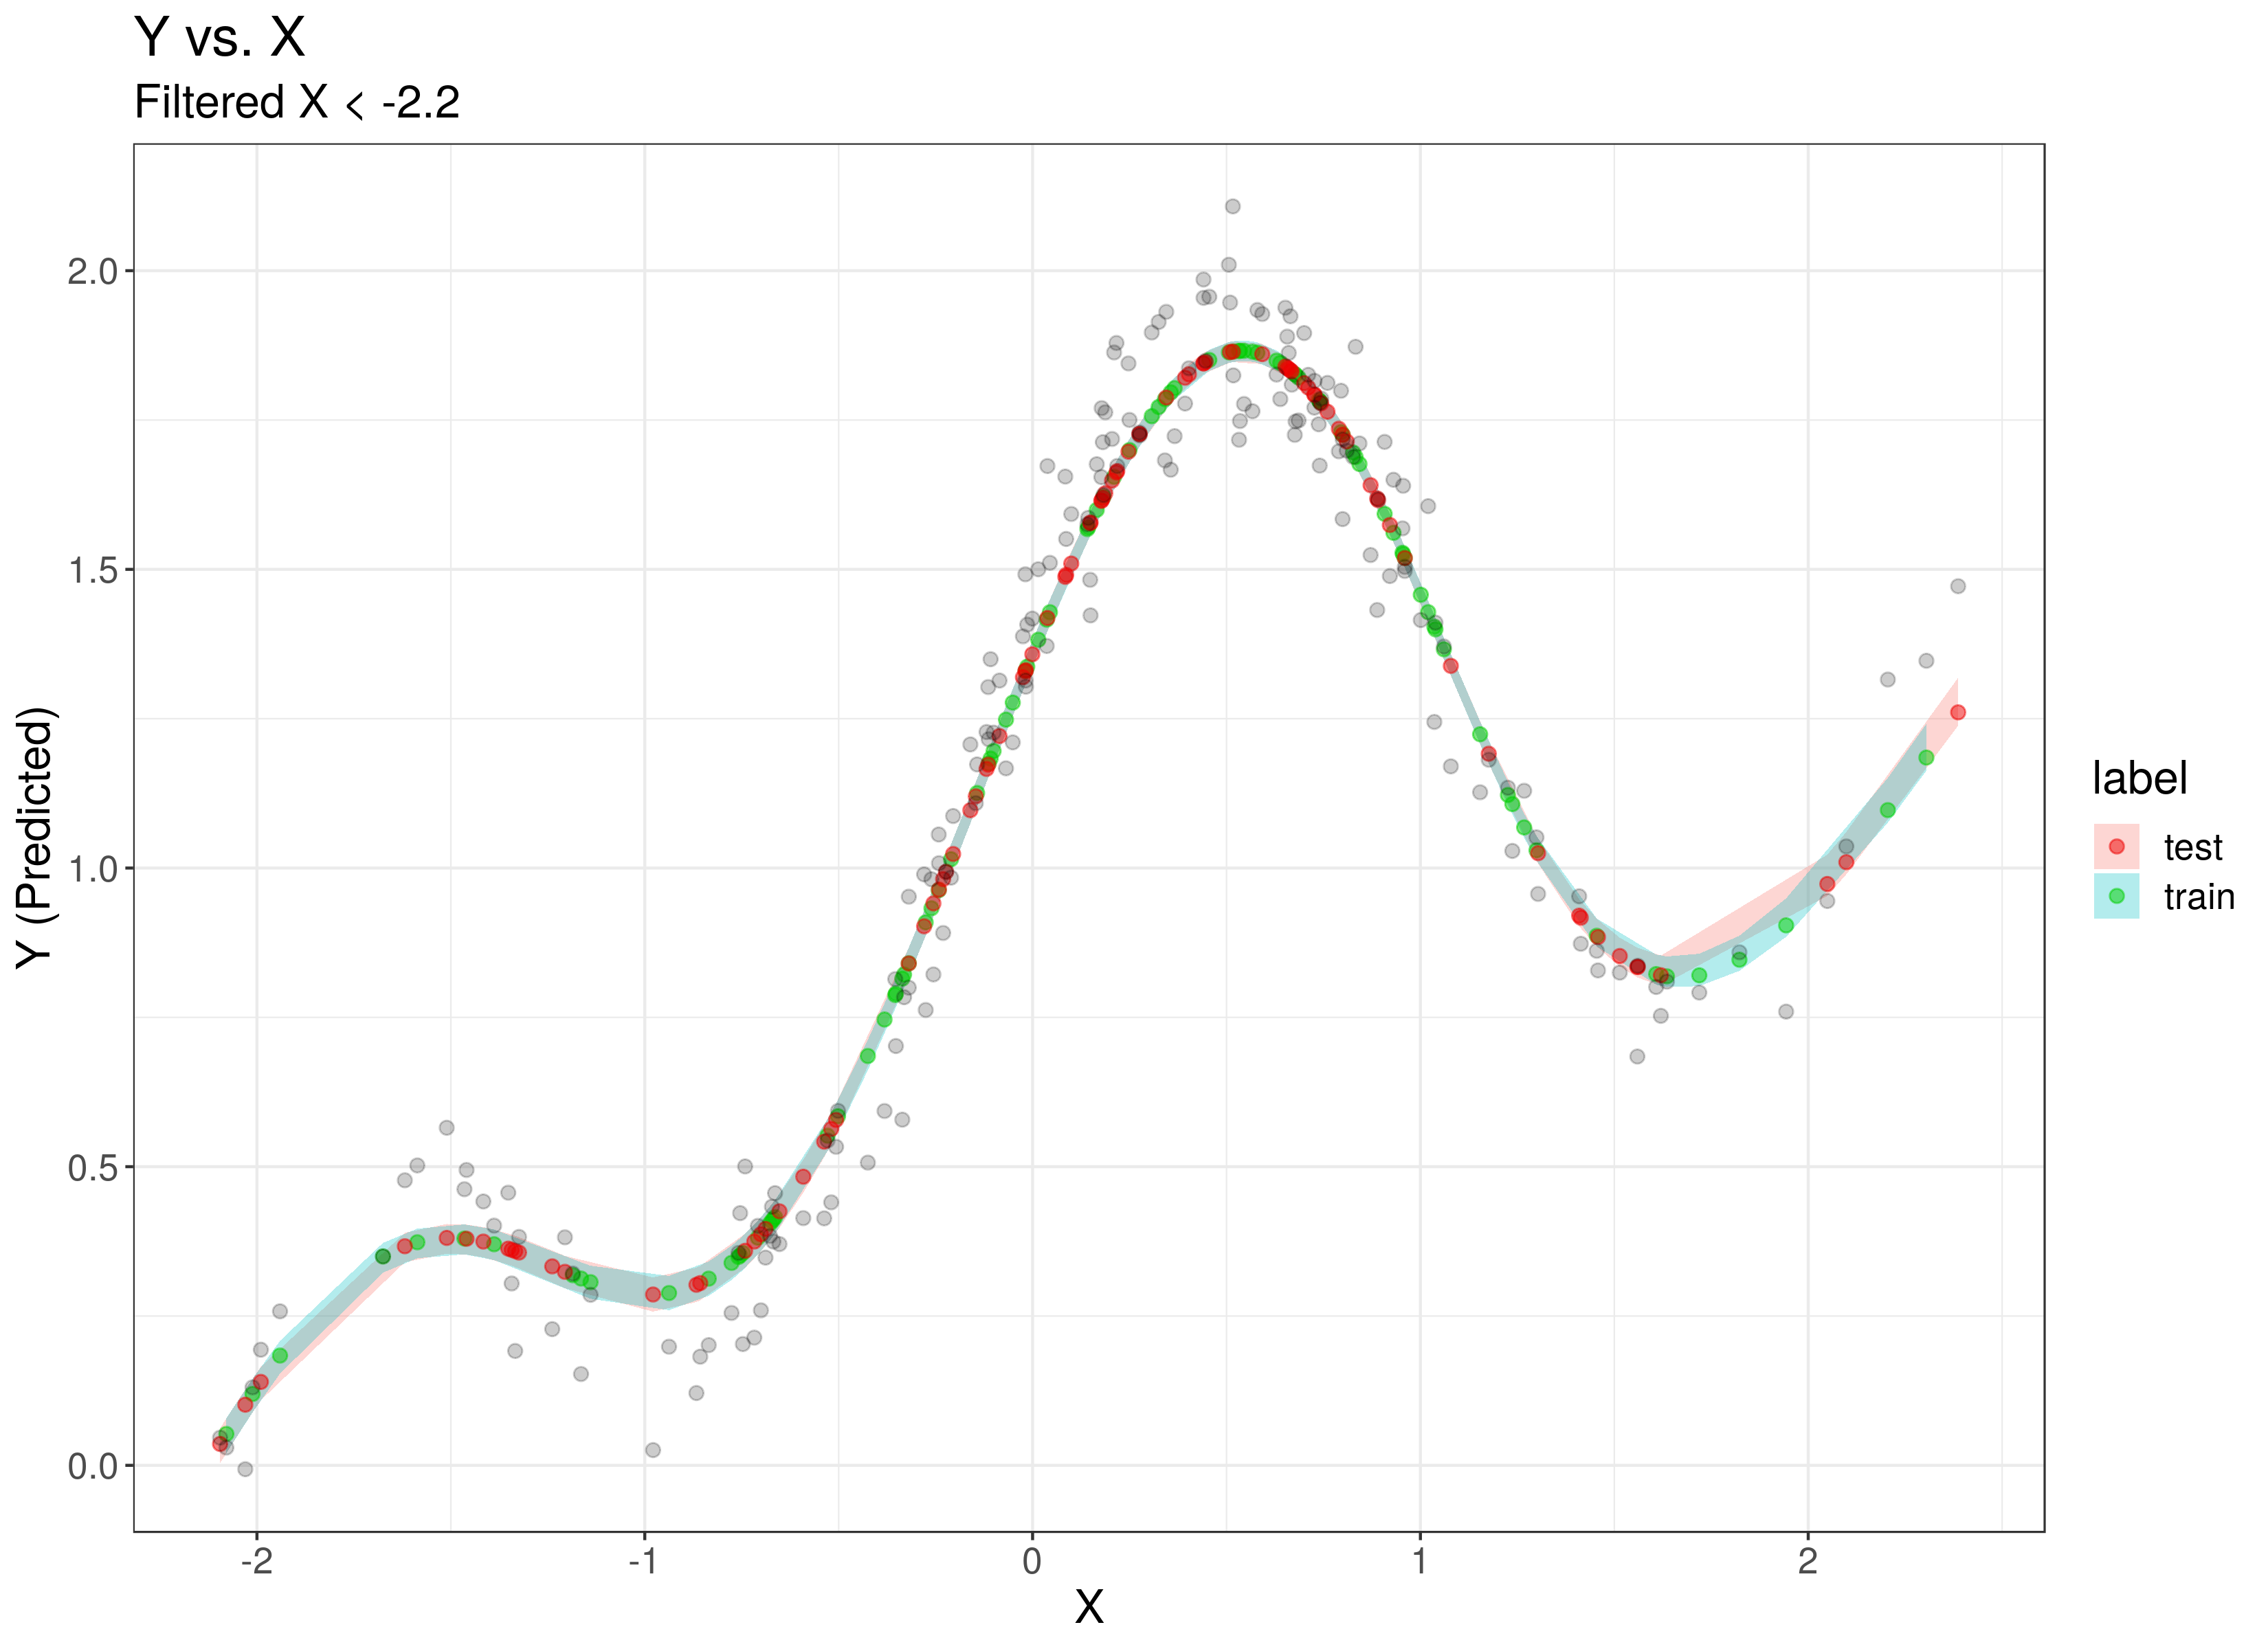 Y vs. X
Filtered X < -2.2
Y (Predicted)
2.0
1.5
1.0
0.5
0.0
-2
-1
0
1
2
X
label
test
train